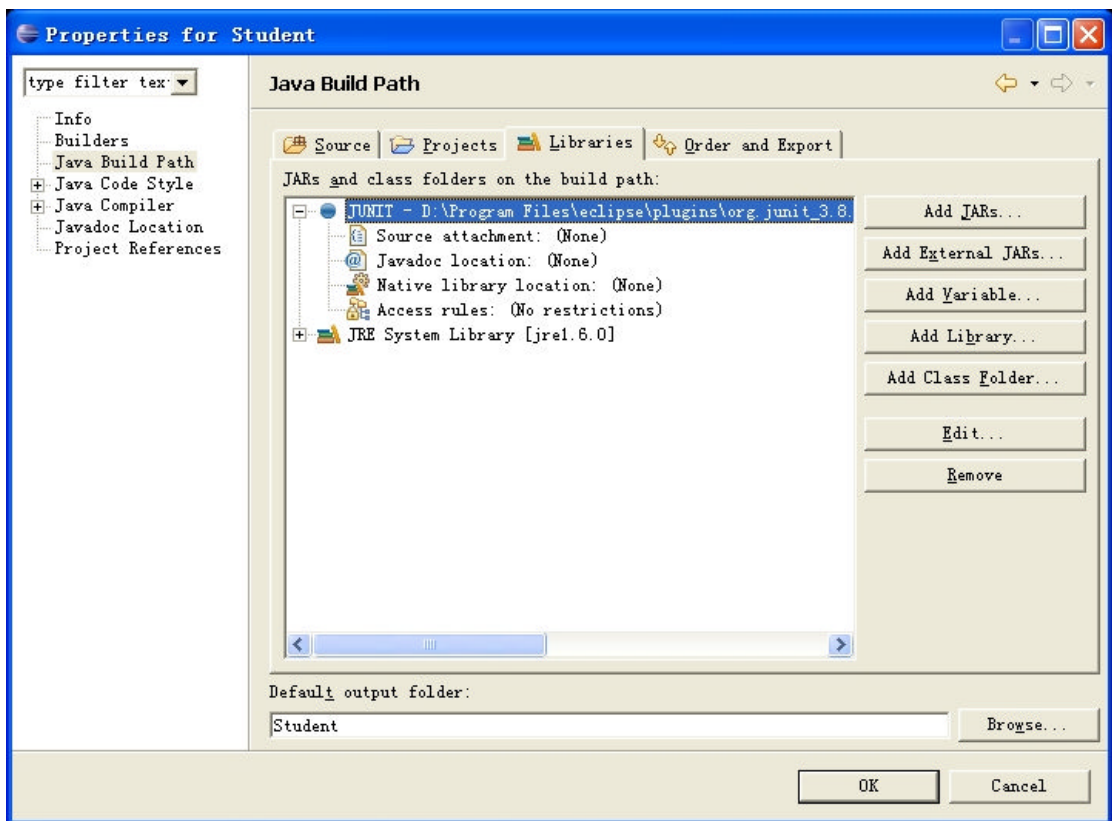 Properties for Student
type filter tex
Info
Builders
Java Build Path
Java Code Style
Java Compiler
Javadoc Location
Project References
Java Build Path
Source
Projects
Libraries
Order and Export
JARs and class folders on the build path:
JUNIT - D:\Program Files\eclipse\plugins\org.junit_3.8.
Source attachment: (None)
Javadoc location: (None)
Native library location: (None)
Access rules: (No restrictions)
JRE System Library [jre1.6.0]
Add JARs...
Add External JARs...
Add Variable...
Add Library...
Add Class Folder...
Edit...
Remove
Default output folder:
Student
Browse...
OK
Cancel